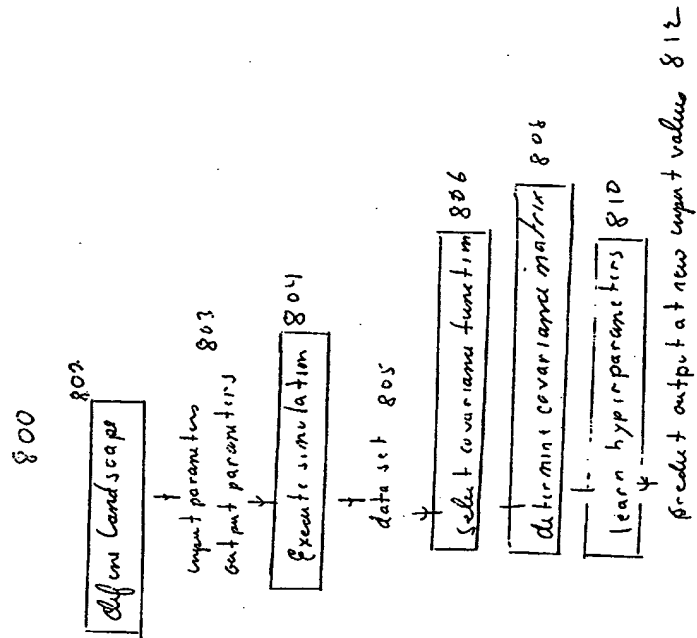 800
802
define landscape
input parameters
output parameters 803
Execute simulation 804
data set 805
select covariance function 806
determine covariance matrix 808
learn hyperparameters 810
predict output at new input values 812